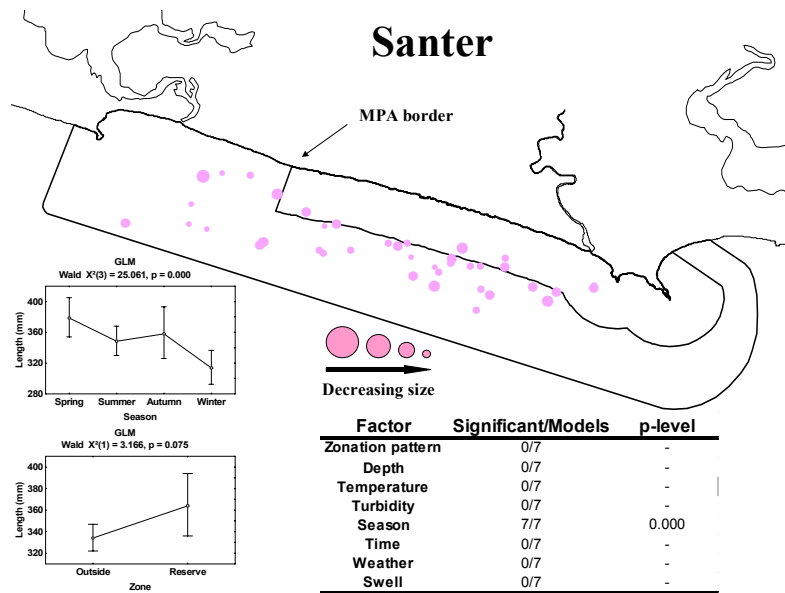 Santer
MPA border
GLM
Wald X²(3) = 25.061, p = 0.000
Length (mm)
400
360
320
280
Spring Summer Autumn Winter
Season
Decreasing size
GLM
Wald X²(1) = 3.166, p = 0.075
Length (mm)
400
380
360
340
320
Outside Reserve
Zone
Factor Significant/Models p-level
Zonation pattern 0/7 -
Depth 0/7 -
Temperature 0/7 -
Turbidity 0/7 -
Season 7/7 0.000
Time 0/7 -
Weather 0/7 -
Swell 0/7 -